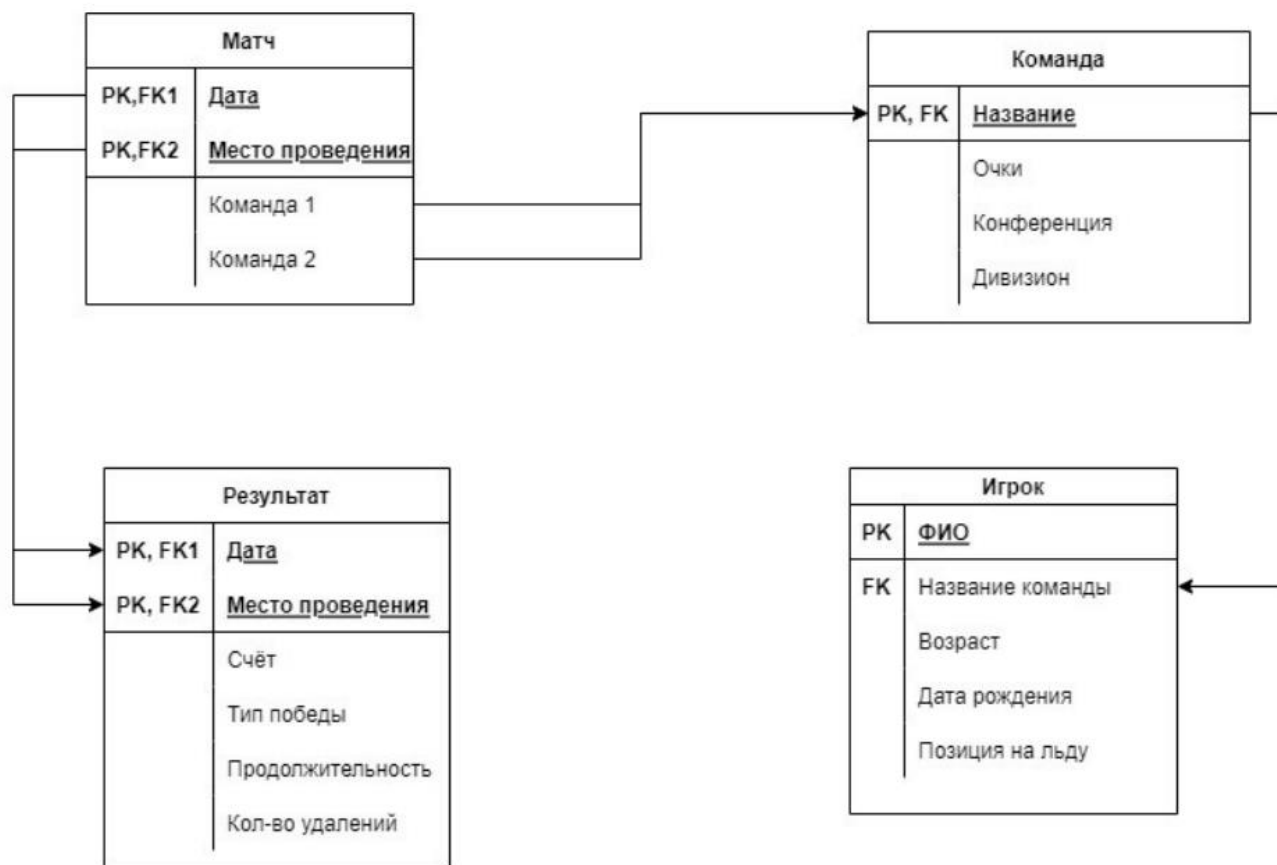 Матч
PK,FK1 Дата
PK,FK2 Место проведения
Команда 1
Команда 2
Команда
PK, FK Название
Очки
Конференция
Дивизион
Результат
PK, FK1 Дата
PK, FK2 Место проведения
Счёт
Тип победы
Продолжительность
Кол-во удалений
Игрок
PK ФИО
FK Название команды
Возраст
Дата рождения
Позиция на льду